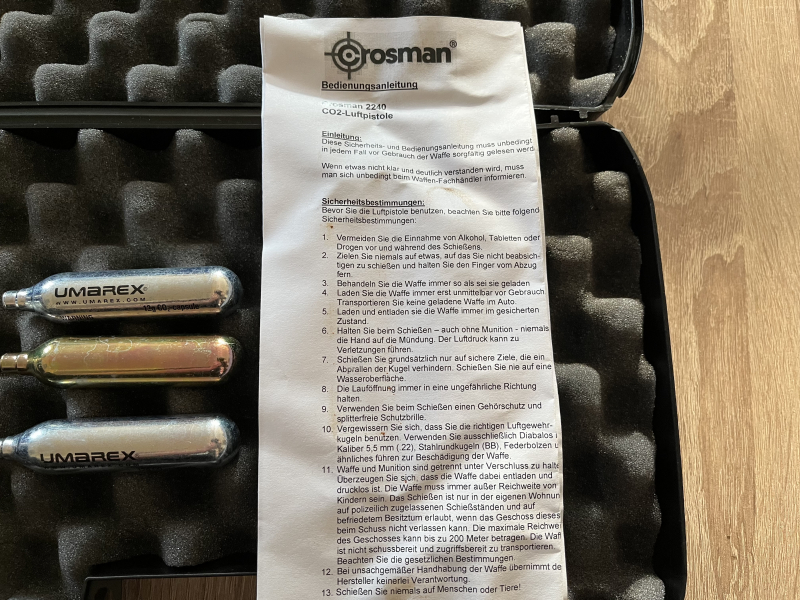 Crosman®
Bedienungsanleitung
Crosman 2240
CO2-Luftpistole
Einleitung:
Diese Sicherheits- und Bedienungsanleitung muss unbedingt
in jedem Fall vor Gebrauch der Waffe sorgfältig gelesen werd
Wenn etwas nicht klar und deutlich verstanden wird, muss
man sich unbedingt beim Waffen-Fachhändler informieren.
Sicherheitsbestimmungen:
Bevor Sie die Luftpistole benutzen, beachten Sie bitte folgend
Sicherheitsbestimmungen:
1. Vermeiden Sie die Einnahme von Alkohol, Tabletten oder
Drogen vor und während des Schießens.
2. Zielen Sie niemals auf etwas, auf das Sie nicht beabsich-
tigen zu schießen und halten Sie den Finger vom Abzug
fern.
3. Behandeln Sie die Waffe immer so als sei sie geladen
4. Laden Sie die Waffe immer erst unmittelbar vor Gebrauch
Transportieren Sie keine geladene Waffe im Auto.
5. Laden und entladen sie die Waffe immer im gesicherten
Zustand.
6. Halten Sie beim Schießen – auch ohne Munition - niemals
die Hand auf die Mündung. Der Luftdruck kann zu
Verletzungen führen.
7. Schießen Sie grundsätzlich nur auf sichere Ziele, die ein
Abprallen der Kugel verhindern. Schießen Sie nie auf eine
Wasseroberfläche.
8. Die Lauföffnung immer in eine ungefährliche Richtung
halten.
9. Verwenden Sie beim Schießen einen Gehörschutz und
splitterfreie Schutzbrille.
10. Vergewissern Sie sich, dass Sie die richtigen Luftgewehr-
kugeln benutzen. Verwenden Sie ausschließlich Diabalos i
Kaliber 5,5 mm (.22), Stahlrundkugeln (BB), Federbolzen u
ähnliches führen zur Beschädigung der Waffe.
11. Waffe und Munition sind getrennt unter Verschluss zu halte
Überzeugen Sie sich, dass die Waffe dabei entladen und
drucklos ist. Die Waffe muss immer außer Reichweite von
Kindern sein. Das Schießen ist nur in der eigenen Wohnun
auf polizeilich zugelassenen Schießständen und auf
befriedetem Besitztum erlaubt, wenn das Geschoss dieses
beim Schuss nicht verlassen kann. Die maximale Reichwei
des Geschosses kann bis zu 200 Meter betragen. Die Waff
ist nicht schussbereit und zugriffsbereit zu transportieren.
Beachten Sie die gesetzlichen Bestimmungen.
12. Bei unsachgemäßer Handhabung der Waffe übernimmt de
Hersteller keinerlei Verantwortung.
13. Schießen Sie niemals auf Menschen oder Tiere!
UMAREX
WWW.UMAREX.COM
12g CO2-capsule
WARNING
UMAREX